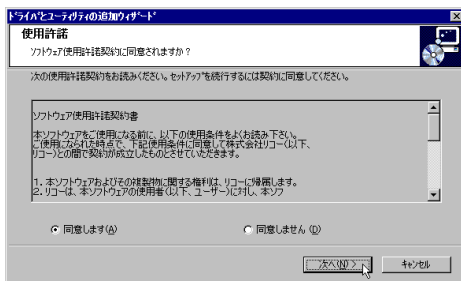 ﾄﾞﾗｲﾊﾞとﾕｰﾃｨﾘﾃｨの追加ｳｨｻﾞｰﾄﾞ
使用許諾
ｿﾌﾄｳｪｱ使用許諾契約に同意されますか？
次の使用許諾契約をお読みください。ｾｯﾄｱｯﾌﾟを続行するには契約に同意してください。
ソフトウェア使用許諾契約書
本ソフトウェアをご使用になる前に、以下の使用条件をよくお読み下さい。
ご使用になられた時点で、下記使用条件に同意して株式会社リコー(以下、
リコー)との間で契約が成立したものとさせていただきます。
1. 本ソフトウェアおよびその複製物に関する権利は、リコーに帰属します。
2. リコーは、本ソフトウェアの使用者(以下、ユーザー)に対し、本ソフ
同意します(A)
同意しません (D)
次へ(N) >
ｷｬﾝｾﾙ